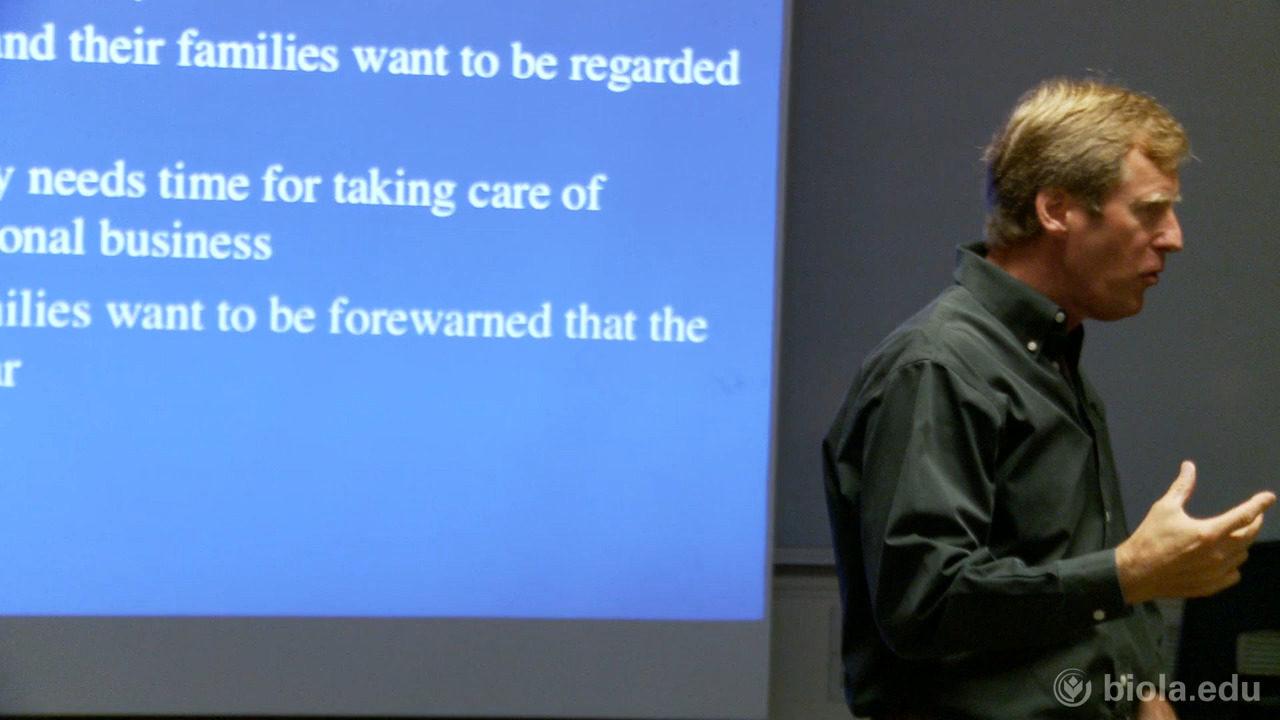 and their families want to be regarded
y needs time for taking care of
onal business
ilies want to be forewarned that the
ar
biola.edu